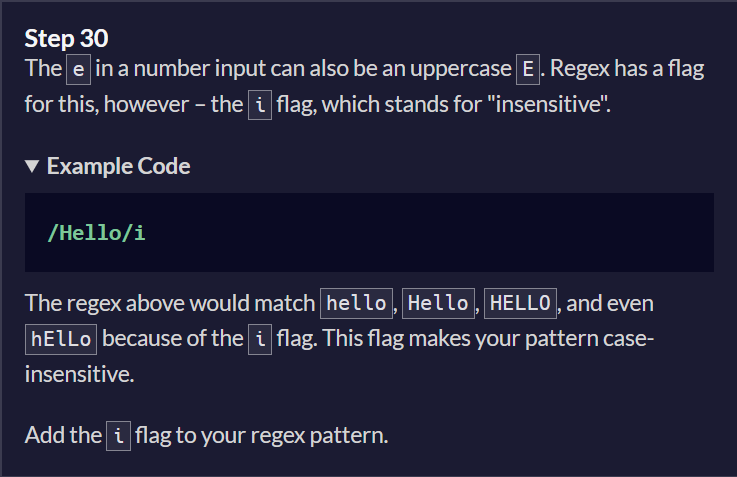 Step 30
The e in a number input can also be an uppercase E. Regex has a flag
for this, however – the i flag, which stands for "insensitive".
▼ Example Code
/Hello/i
The regex above would match hello, Hello, HELLO, and even
hElLo because of the i flag. This flag makes your pattern case-
insensitive.
Add the i flag to your regex pattern.